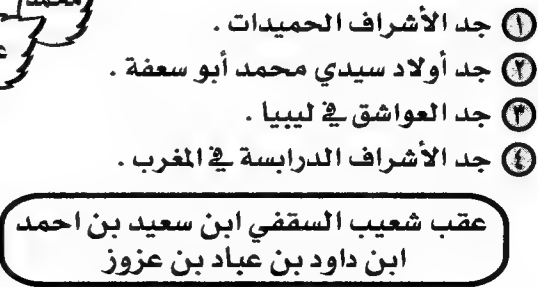 محمد
١ جد الأشراف الحميدات .
٢ جد أولاد سيدي محمد أبو سعفة .
٣ جد العواشق في ليبيا .
٤ جد الأشراف الدرابسة في المغرب .
عقب شعيب السقفي ابن سعيد بن احمد
ابن داود بن عباد بن عزوز